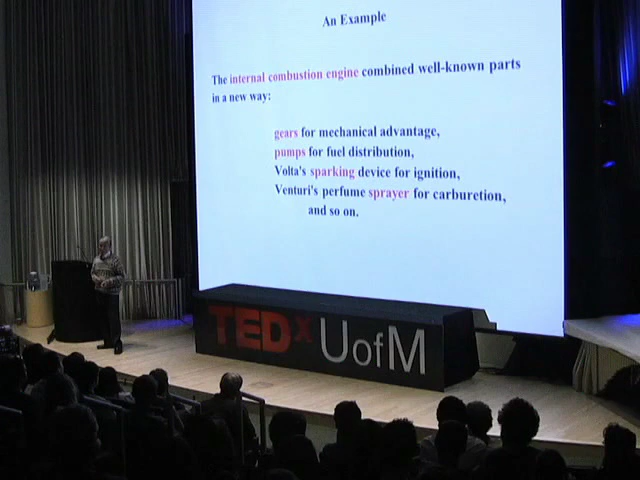 An Example
The internal combustion engine combined well-known parts
in a new way:
gears for mechanical advantage,
pumps for fuel distribution,
Volta's sparking device for ignition,
Venturi's perfume sprayer for carburetion,
and so on.
TEDx UofM